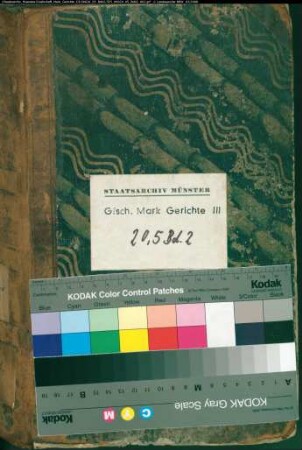 STAATSARCHIV MÜNSTER
Gfsch. Mark Gerichte III
20,5 Bd. 2
KODAK Color Control Patches
Kodak
Blue
Cyan
Green
Yellow
Red
Magenta
White
3/Color
Black
KODAK Gray Scale
C Y M
Kodak